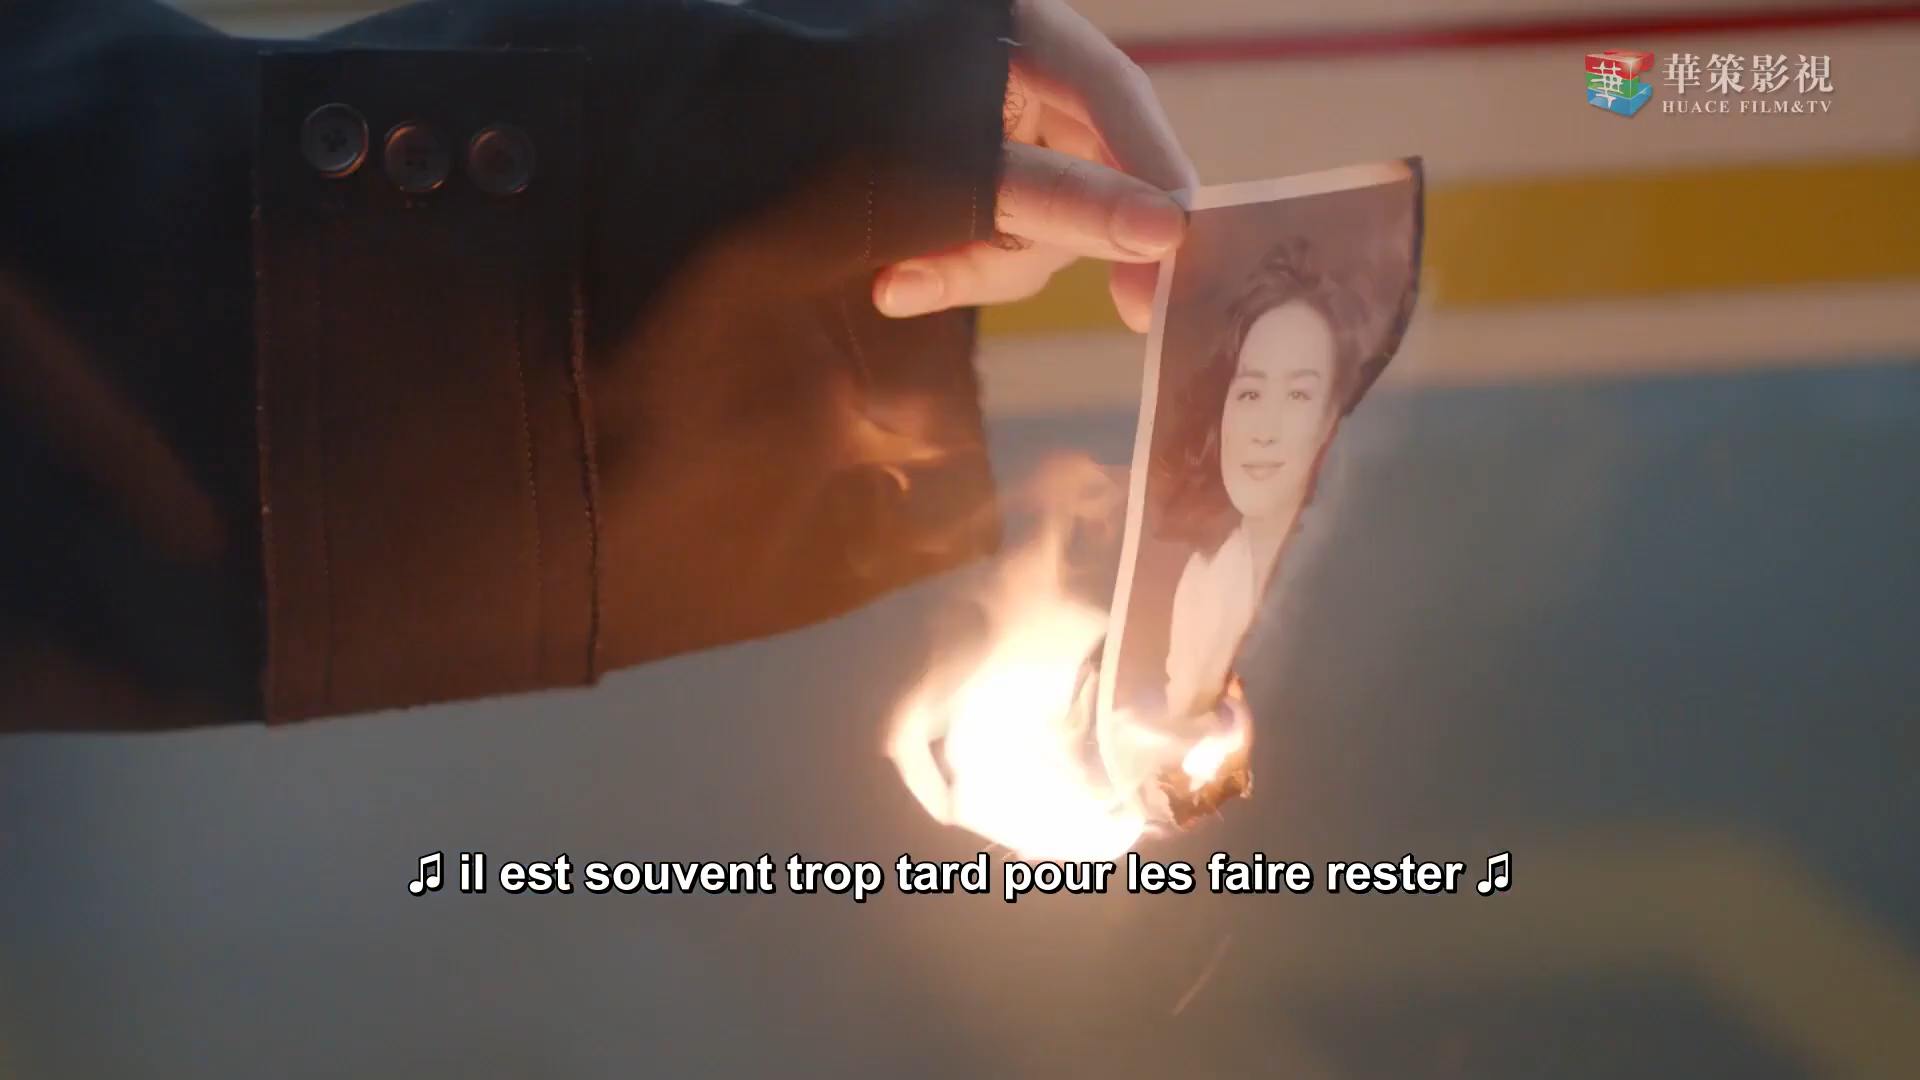 華策影視
HUACE FILM&TV
♫ il est souvent trop tard pour les faire rester ♫